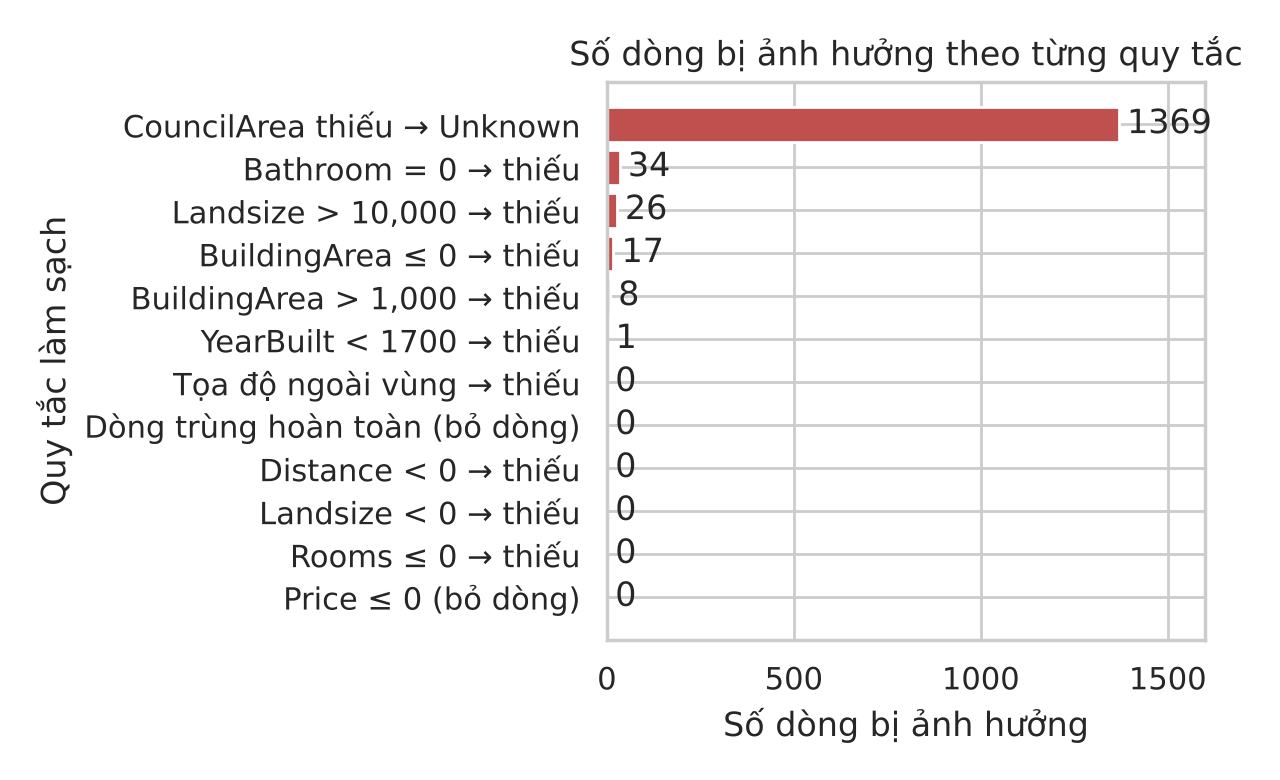 Số dòng bị ảnh hưởng theo từng quy tắc
Quy tắc làm sạch
CouncilArea thiếu → Unknown 1369
Bathroom = 0 → thiếu 34
Landsize > 10,000 → thiếu 26
BuildingArea ≤ 0 → thiếu 17
BuildingArea > 1,000 → thiếu 8
YearBuilt < 1700 → thiếu 1
Tọa độ ngoài vùng → thiếu 0
Dòng trùng hoàn toàn (bỏ dòng) 0
Distance < 0 → thiếu 0
Landsize < 0 → thiếu 0
Rooms ≤ 0 → thiếu 0
Price ≤ 0 (bỏ dòng) 0
0 500 1000 1500
Số dòng bị ảnh hưởng